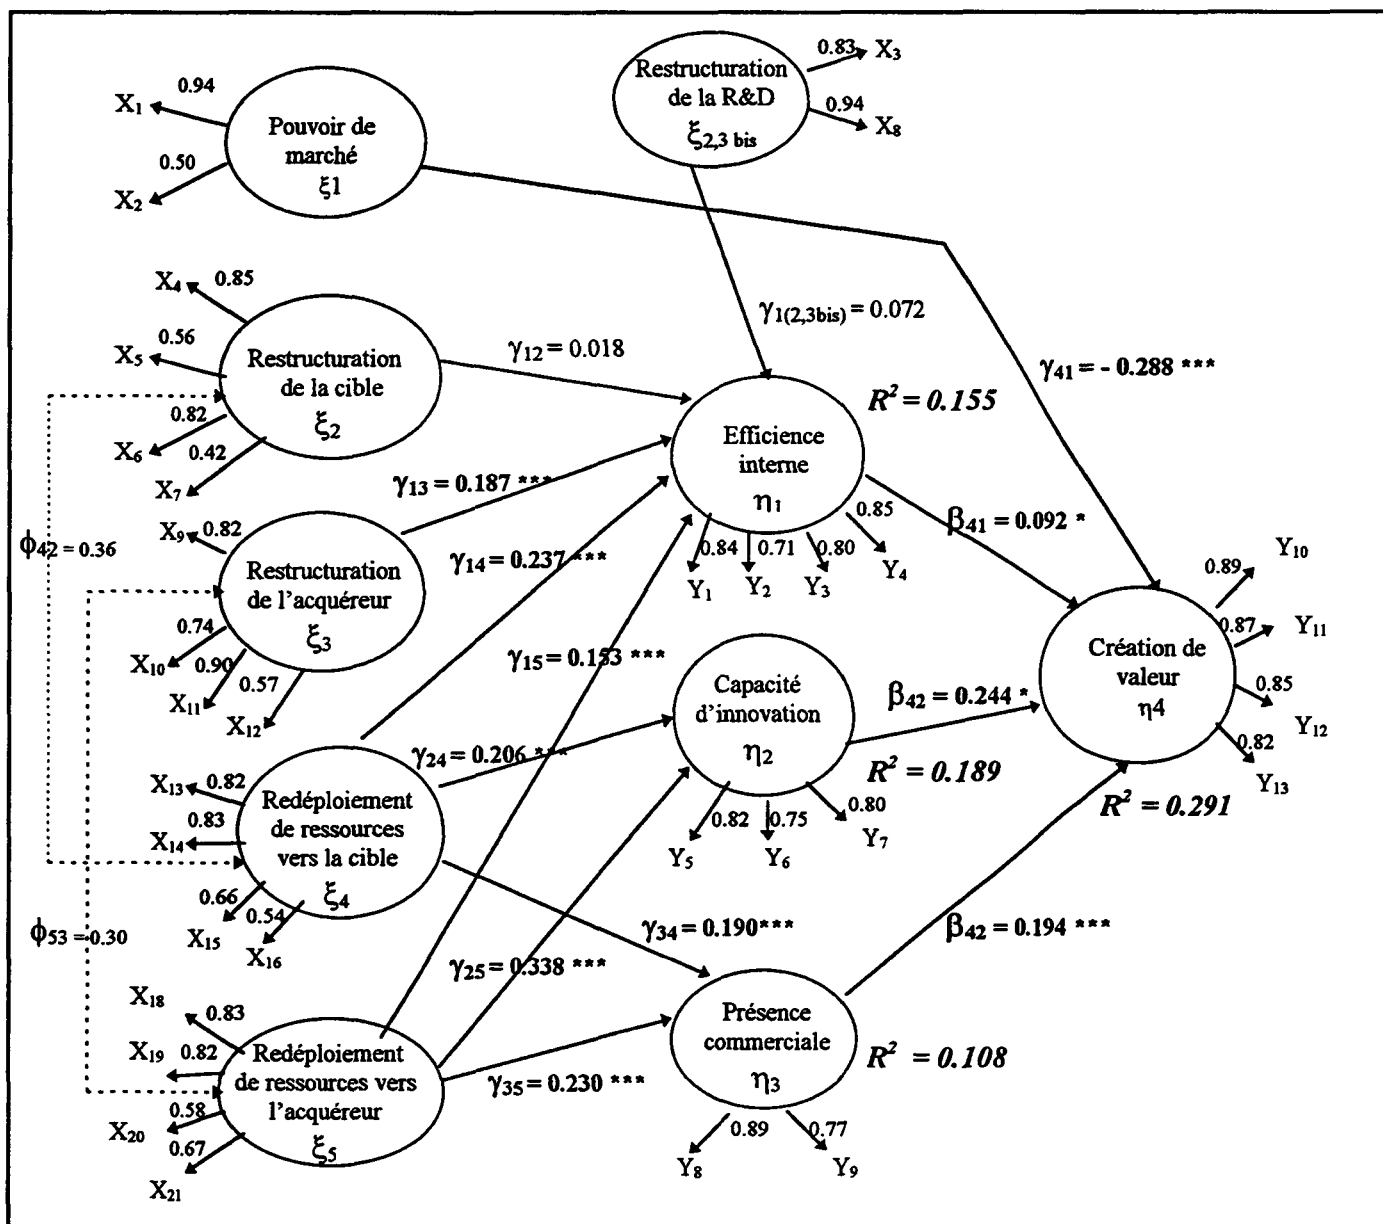 0.94
X1
Pouvoir de
marché
ξ1
0.50
X2
Restructuration
de la R&D
ξ2,3 bis
0.83
X3
0.94
X8
X4
0.85
0.56
X5
Restructuration
de la cible
ξ2
0.82
X6
0.42
X7
γ12 = 0.018
γ1(2,3bis) = 0.072
γ41 = - 0.288 ***
R² = 0.155
Efficience
interne
η1
0.84
0.71
0.80
0.85
Y1
Y2
Y3
Y4
γ13 = 0.187 ***
ϕ42 = 0.36
X9
0.82
Restructuration
de l'acquéreur
ξ3
0.74
X10
0.90
X11
0.57
X12
γ14 = 0.237 ***
β41 = 0.092 *
γ15 = 0.153 ***
Y10
0.89
0.87
Y11
Création de
valeur
η4
0.85
Y12
0.82
Y13
R² = 0.291
Capacité
d'innovation
η2
β42 = 0.244 *
R² = 0.189
0.82
0.75
0.80
Y5
Y6
Y7
γ24 = 0.206 ***
X13
0.82
0.83
X14
Redéploiement
de ressources
vers la cible
ξ4
0.66
0.54
X15
X16
ϕ53 = 0.30
γ34 = 0.190***
β42 = 0.194 ***
γ25 = 0.338 ***
Présence
commerciale
η3
R² = 0.108
0.89
0.77
Y8
Y9
X18
0.83
X19
0.82
Redéploiement
de ressources vers
l'acquéreur
ξ5
γ35 = 0.230 ***
0.58
X20
0.67
X21